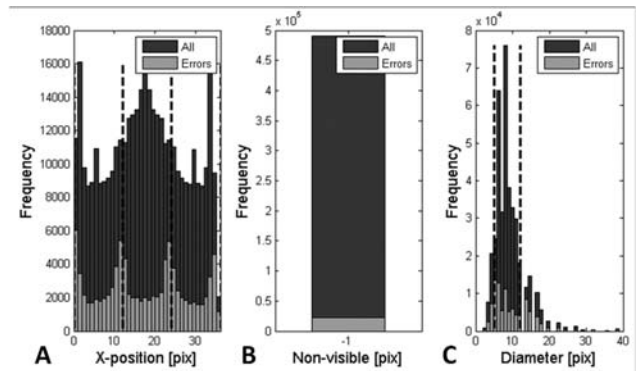 18000
16000
14000
12000
10000
8000
6000
4000
2000
0
Frequency
All
Errors
0 10 20 30
A X-position [pix]
x 10^5
5
4.5
4
3.5
3
2.5
2
1.5
1
0.5
0
Frequency
All
Errors
-1
B Non-visible [pix]
x 10^4
8
7
6
5
4
3
2
1
0
Frequency
All
Errors
0 10 20 30 40
C Diameter [pix]